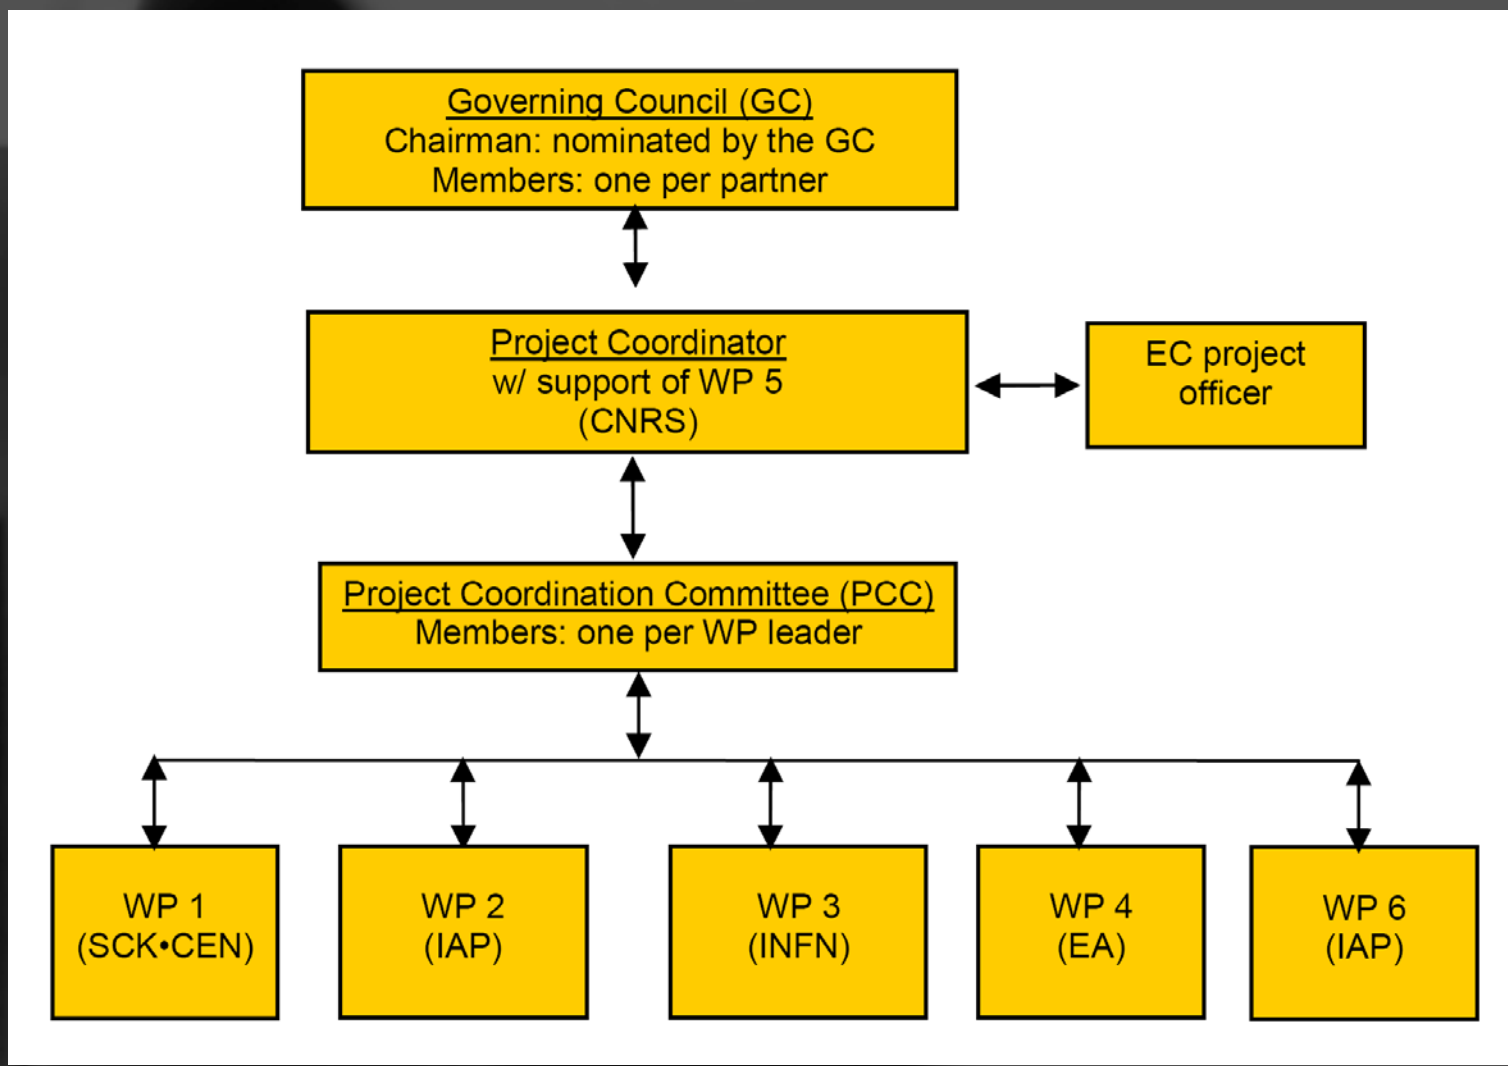 Governing Council (GC)
Chairman: nominated by the GC
Members: one per partner
Project Coordinator
w/ support of WP 5
(CNRS)
EC project
officer
Project Coordination Committee (PCC)
Members: one per WP leader
WP 1
(SCK•CEN)
WP 2
(IAP)
WP 3
(INFN)
WP 4
(EA)
WP 6
(IAP)